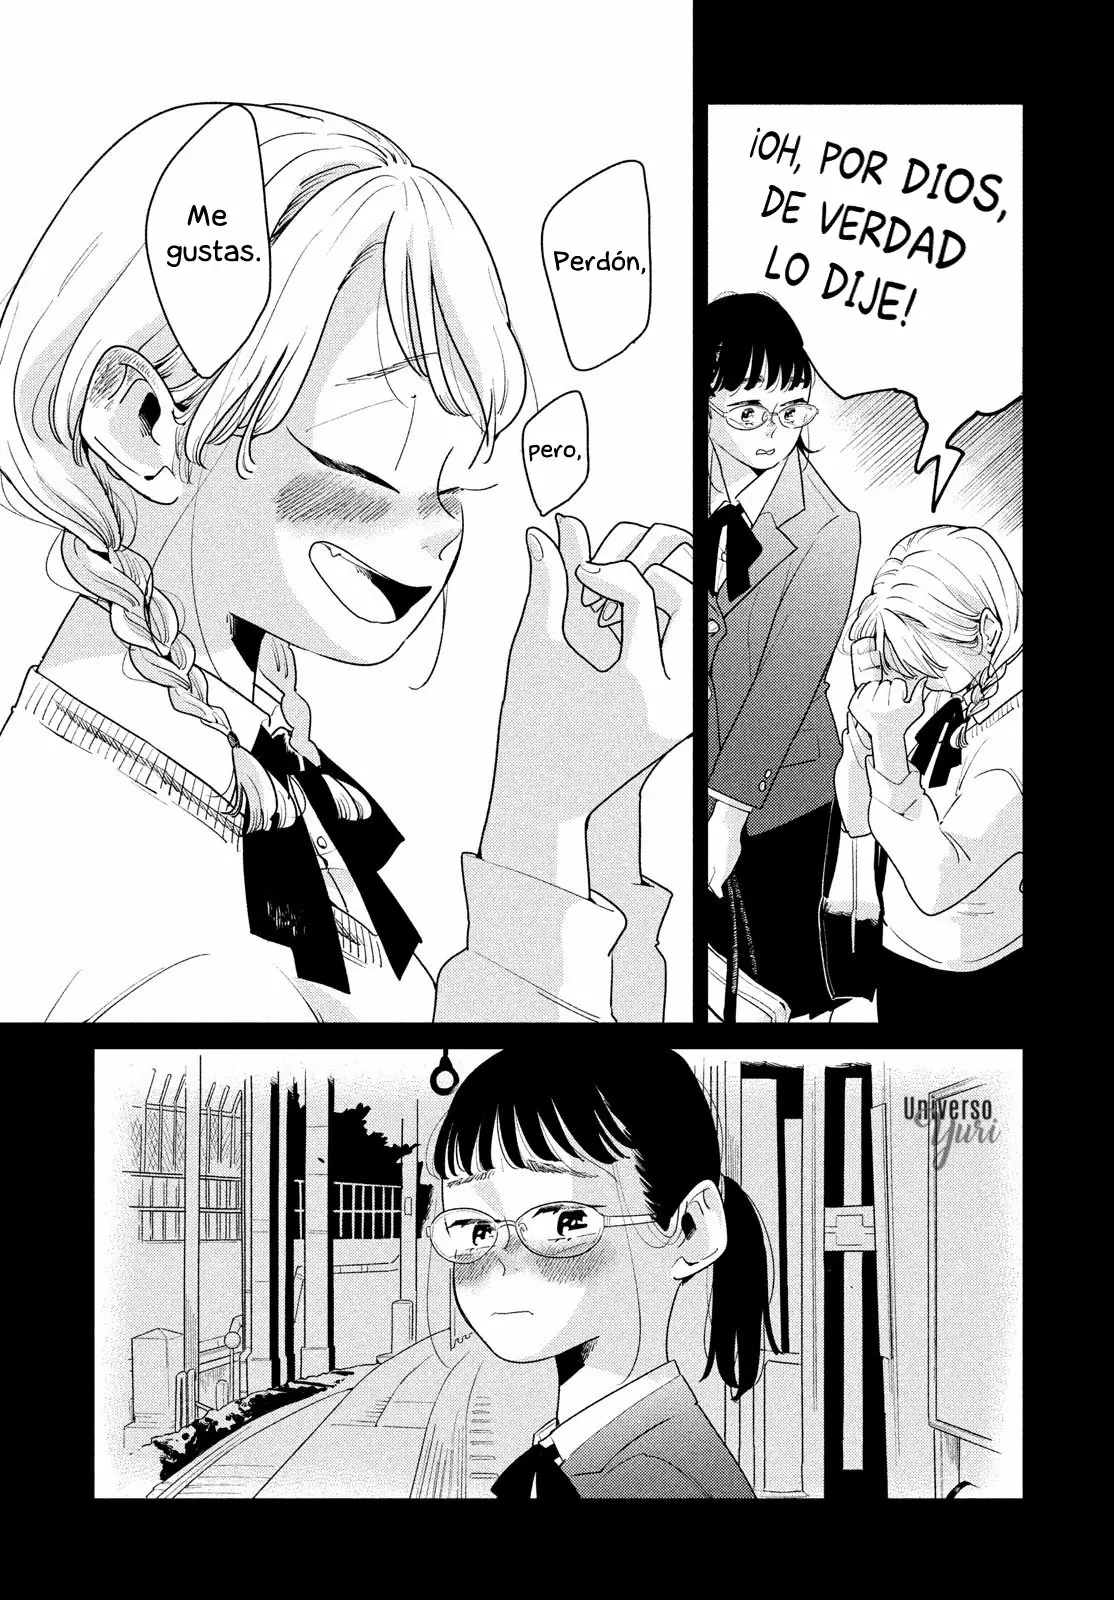 ¡OH, POR DIOS,
DE VERDAD
LO DIJE!
Perdón,
pero,
Me
gustas.
Universo
Yuri